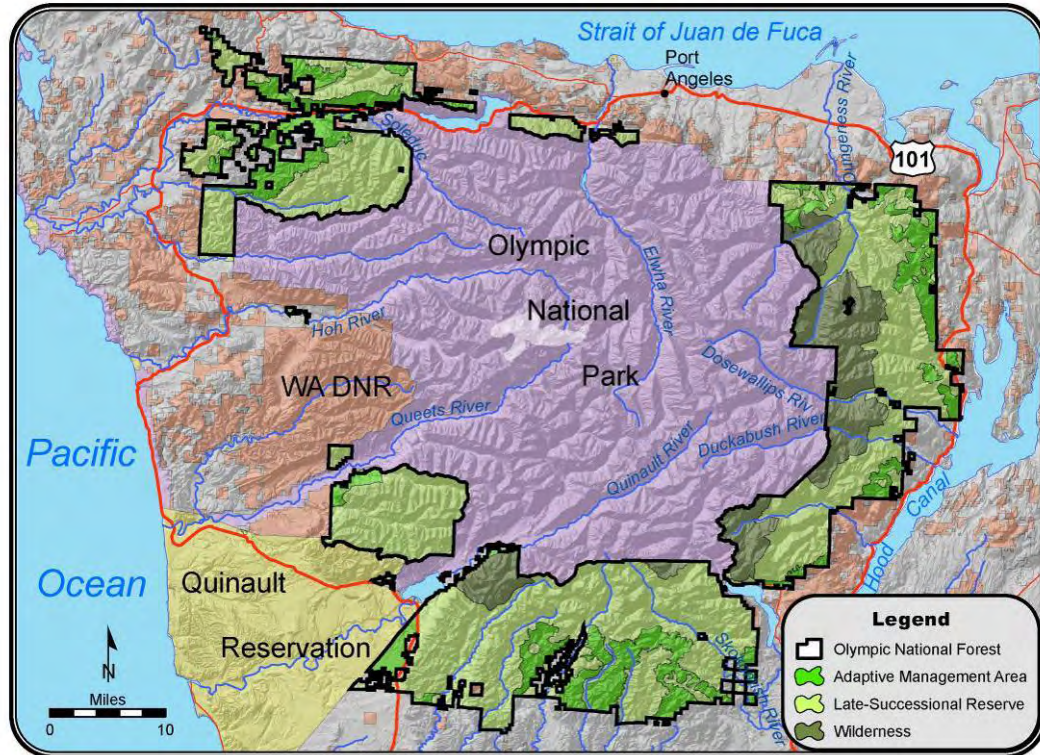 Strait of Juan de Fuca
Port
Angeles
Dungeness River
101
Solduc
Olympic
National
Park
Elwha River
Hoh River
WA DNR
Queets River
Dosewallips Riv
Duckabush River
Quinault River
Pacific
Ocean
Hood Canal
Quinault
Reservation
Skokomish River
N
Miles
0 10
Legend
Olympic National Forest
Adaptive Management Area
Late-Successional Reserve
Wilderness